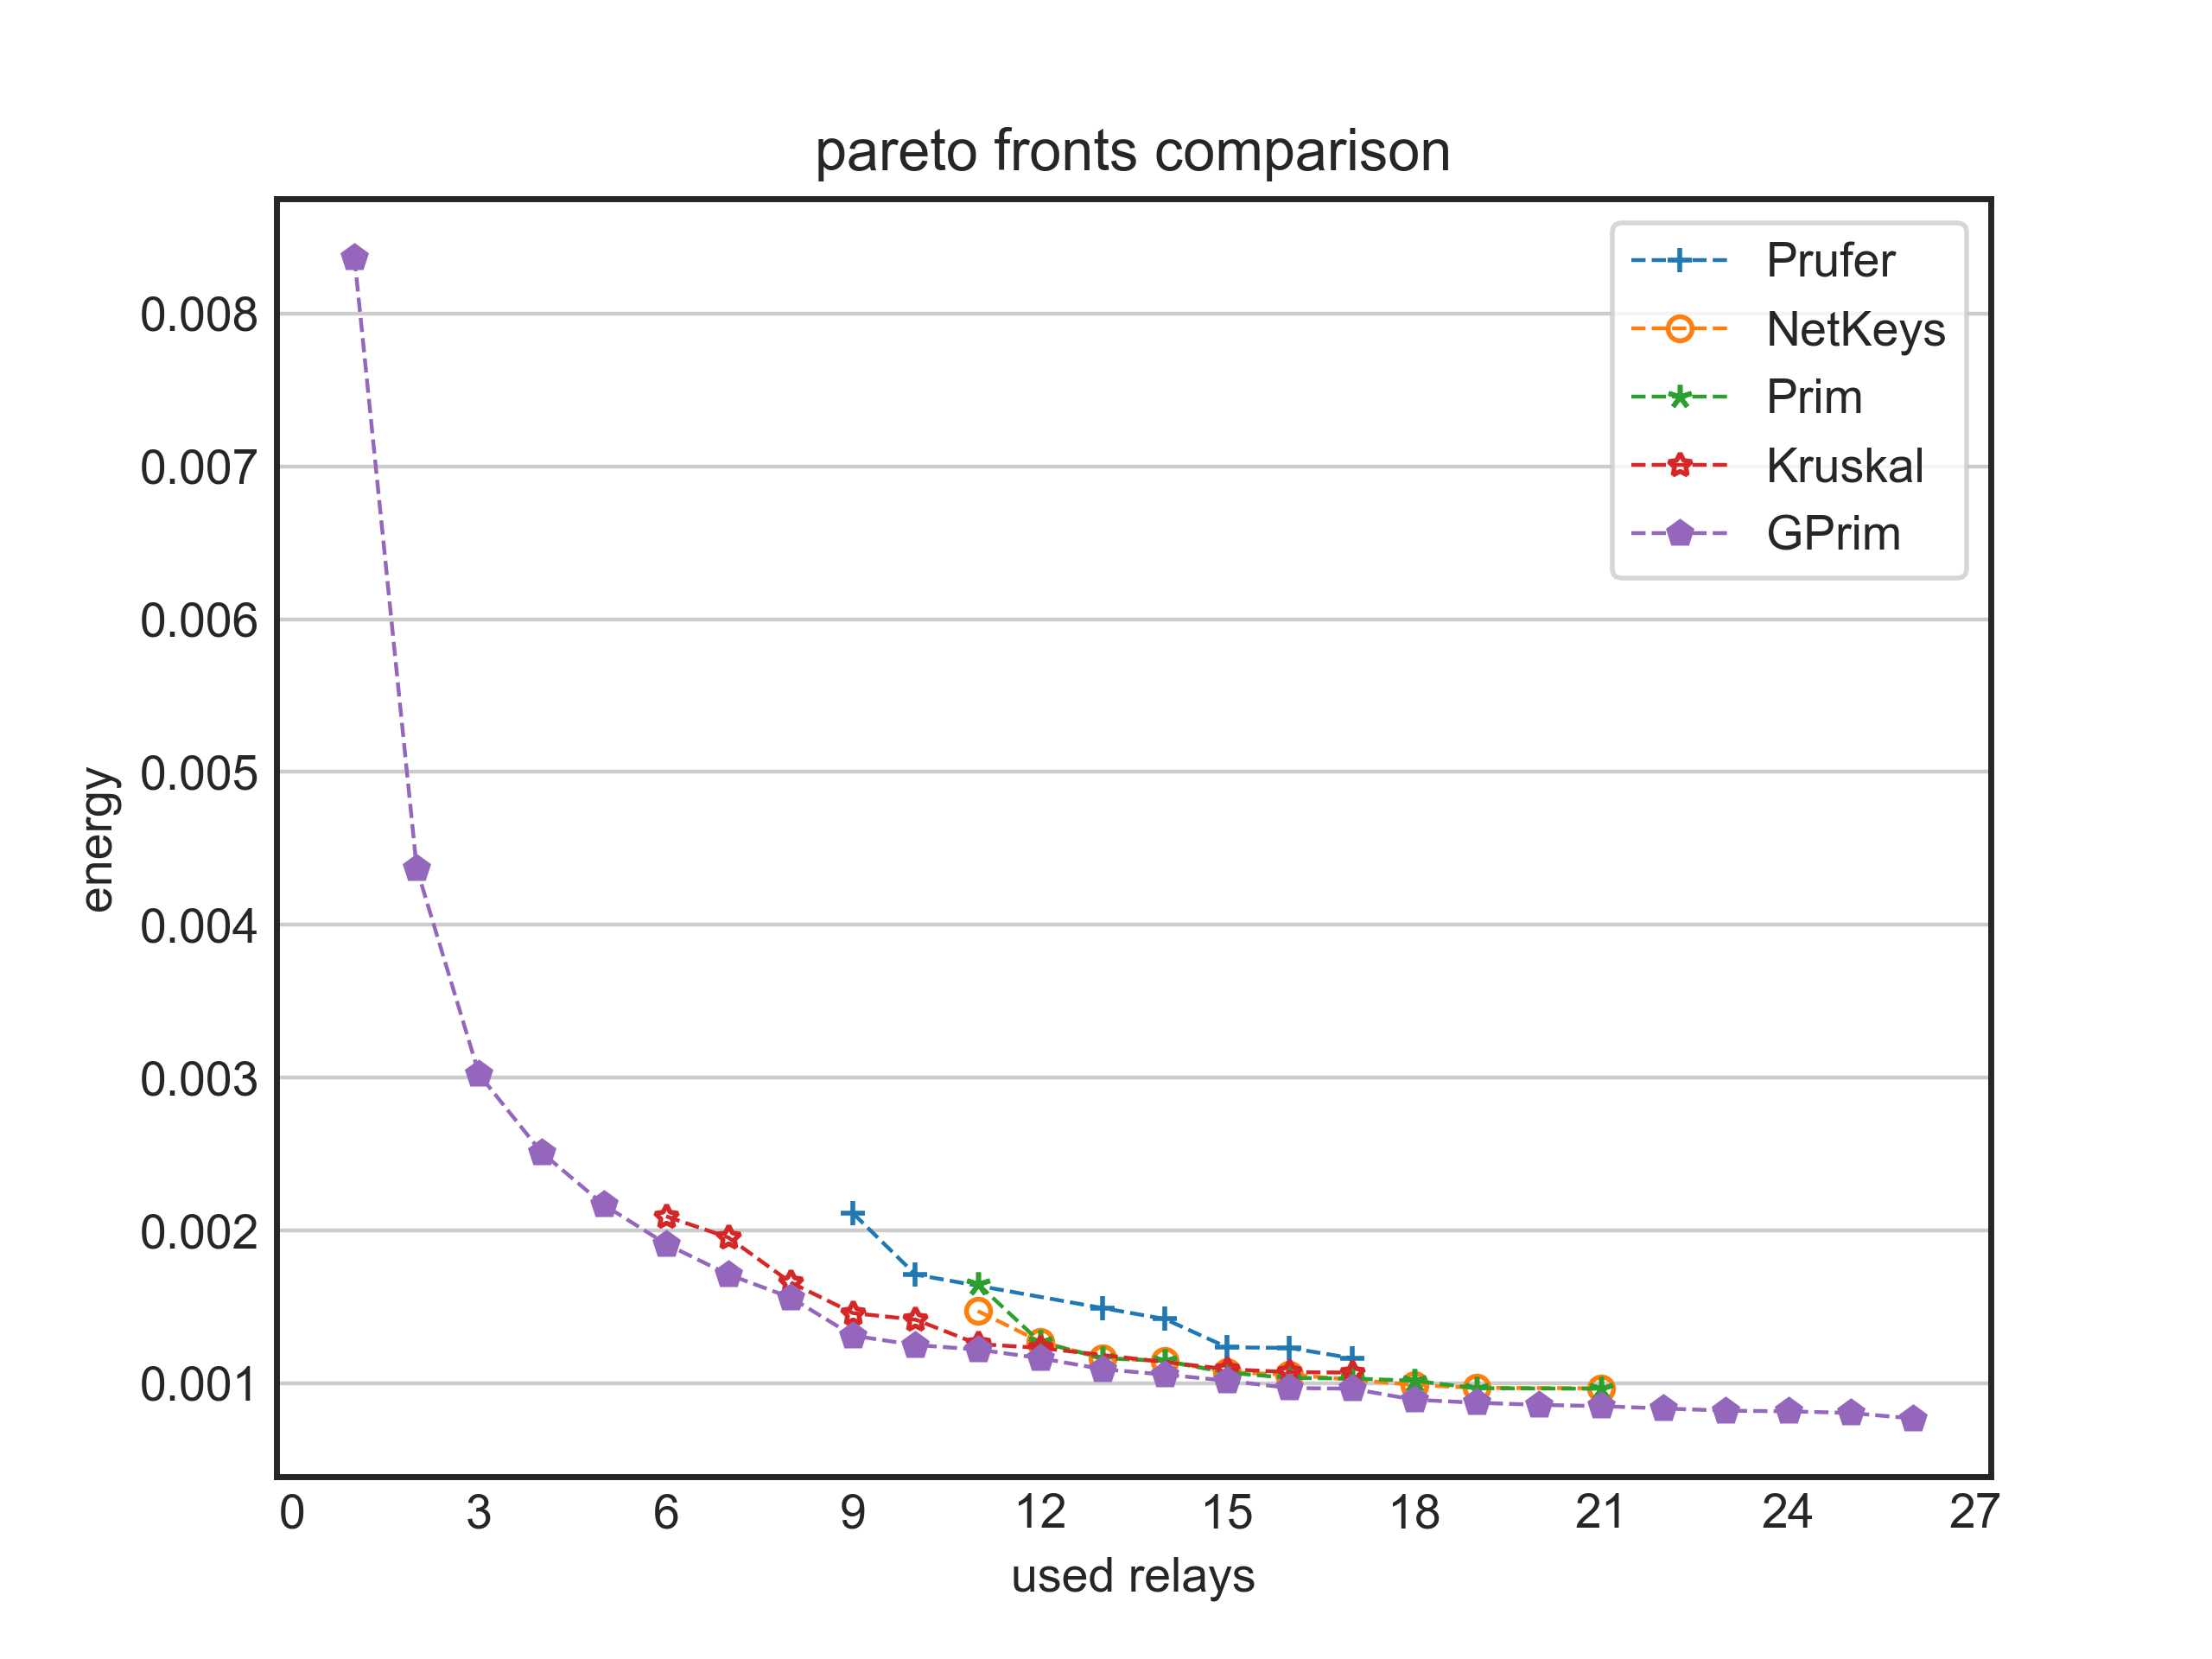 pareto fronts comparison
Prufer
NetKeys
Prim
Kruskal
GPrim
0.008
0.007
0.006
0.005
0.004
0.003
0.002
0.001
energy
0 3 6 9 12 15 18 21 24 27
used relays